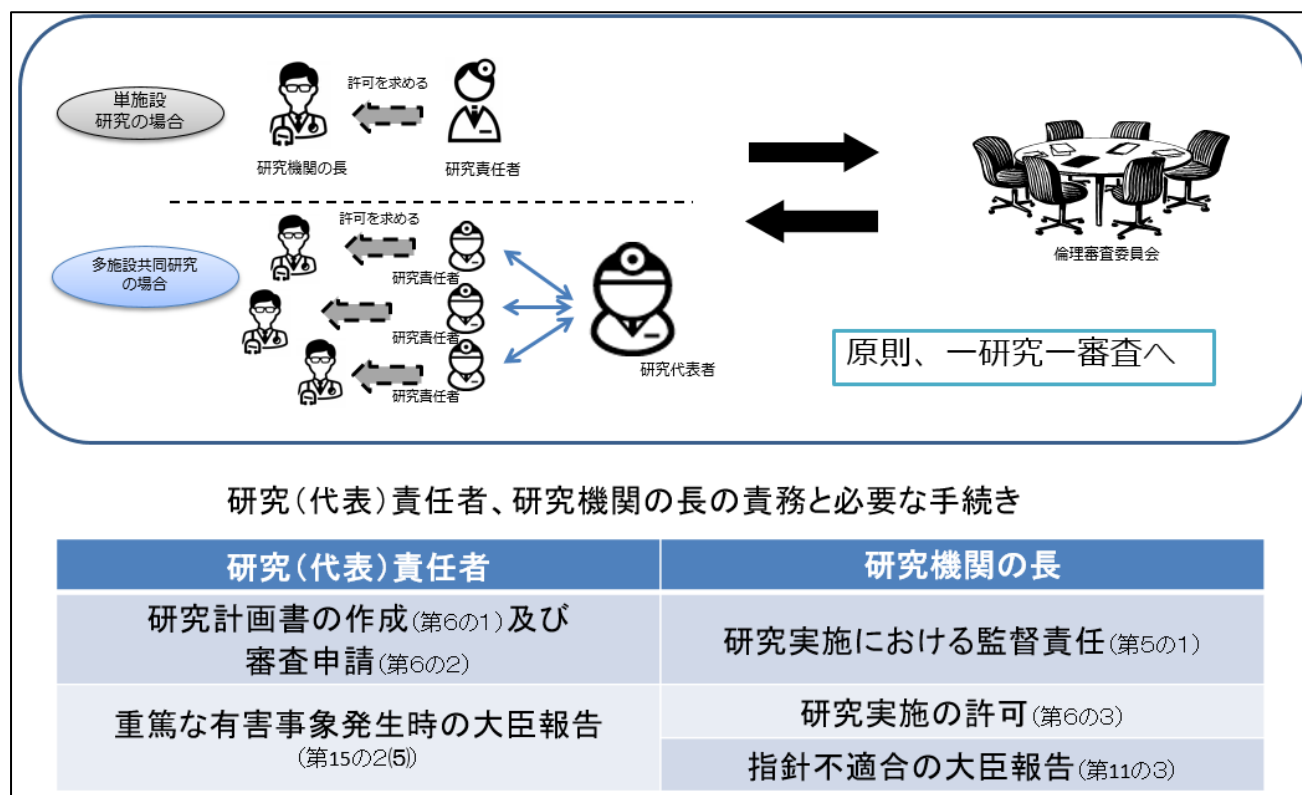 単施設
研究の場合
許可を求める
研究機関の長
研究責任者
多施設共同研究
の場合
許可を求める
研究責任者
研究責任者
研究責任者
研究代表者
倫理審査委員会
原則、一研究一審査へ
研究(代表)責任者、研究機関の長の責務と必要な手続き
研究(代表)責任者
研究機関の長
研究計画書の作成(第6の1)及び
審査申請(第6の2)
研究実施における監督責任(第5の1)
重篤な有害事象発生時の大臣報告
(第15の2(5))
研究実施の許可(第6の3)
指針不適合の大臣報告(第11の3)